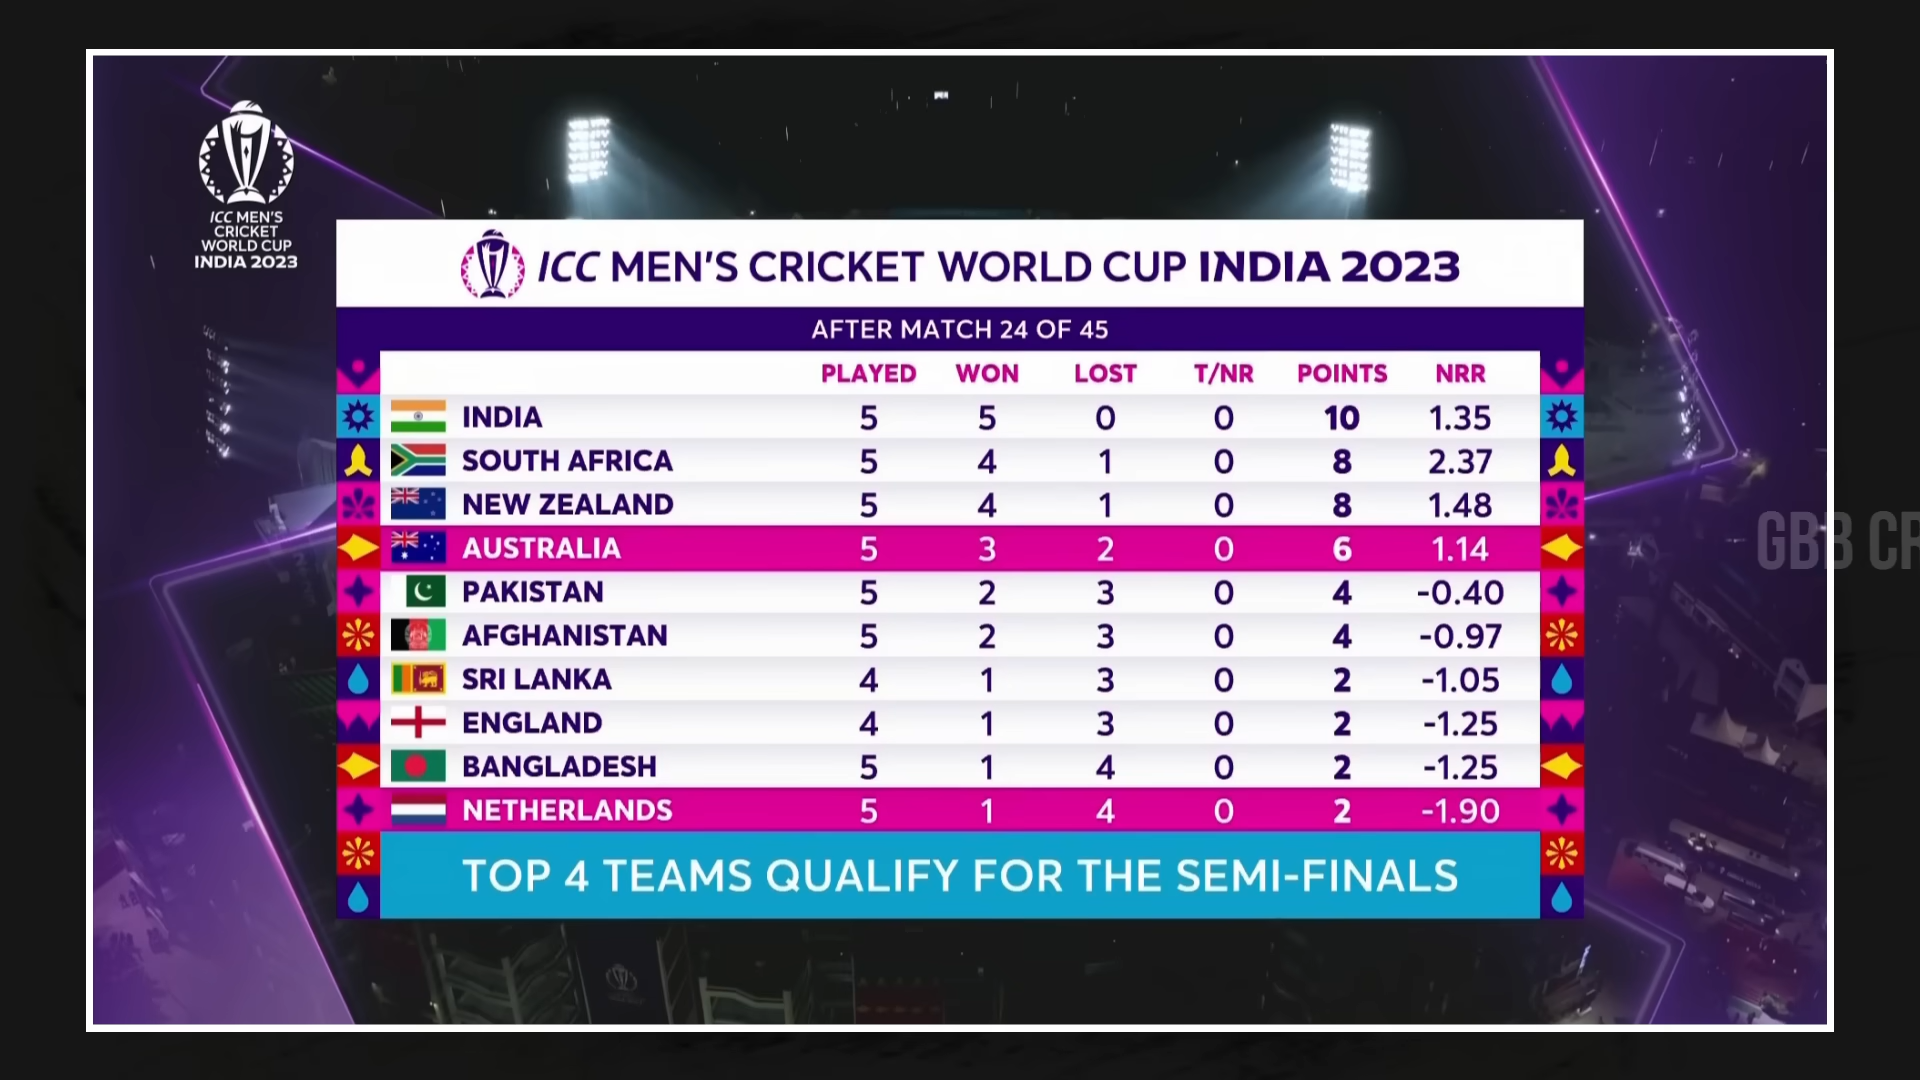 ICC MEN'S
CRICKET
WORLD CUP
INDIA 2023
ICC MEN'S CRICKET WORLD CUP INDIA 2023
AFTER MATCH 24 OF 45
PLAYED WON LOST T/NR POINTS NRR
INDIA 5 5 0 0 10 1.35
SOUTH AFRICA 5 4 1 0 8 2.37
NEW ZEALAND 5 4 1 0 8 1.48
AUSTRALIA 5 3 2 0 6 1.14
PAKISTAN 5 2 3 0 4 -0.40
AFGHANISTAN 5 2 3 0 4 -0.97
SRI LANKA 4 1 3 0 2 -1.05
ENGLAND 4 1 3 0 2 -1.25
BANGLADESH 5 1 4 0 2 -1.25
NETHERLANDS 5 1 4 0 2 -1.90
TOP 4 TEAMS QUALIFY FOR THE SEMI-FINALS
GBB